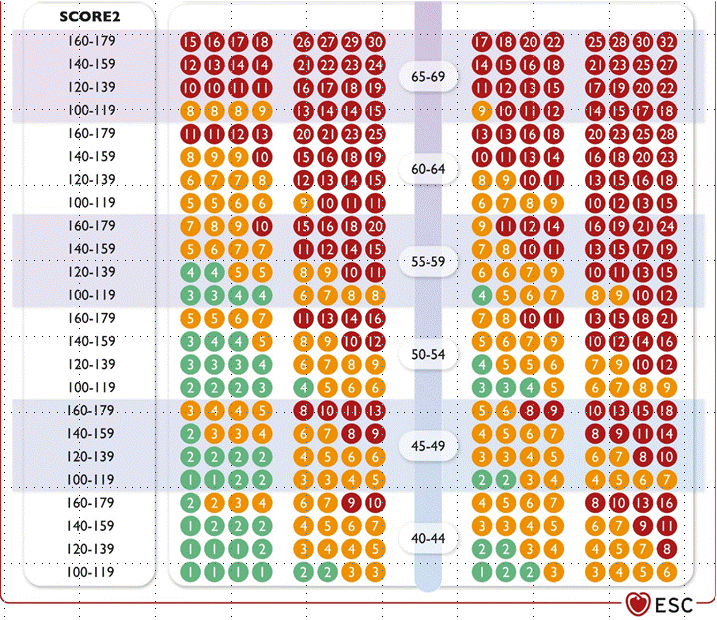 SCORE2
160-179 15 16 17 18 26 27 29 30 17 18 20 22 25 28 30 32
140-159 12 13 14 14 21 22 23 24 14 15 16 18 21 23 25 27
65-69
120-139 10 10 11 11 16 17 18 19 11 12 13 15 17 19 20 22
100-119 8 8 8 9 13 14 14 15 9 10 11 12 14 15 17 18
160-179 11 11 12 13 20 21 23 25 13 13 16 18 20 23 25 28
140-159 8 9 9 10 15 16 18 19 10 11 13 14 16 18 20 23
60-64
120-139 6 7 7 8 12 13 14 15 8 9 10 11 13 15 16 18
100-119 5 5 6 6 9 10 11 11 6 7 8 9 10 12 13 15
160-179 7 8 9 10 15 16 18 20 9 11 12 14 16 19 21 24
140-159 5 6 7 7 11 12 14 15 7 8 10 11 13 15 17 19
55-59
120-139 4 4 5 5 8 9 10 11 6 6 7 9 10 11 13 15
100-119 3 3 4 4 6 7 8 8 4 5 6 7 8 9 10 12
160-179 5 5 6 7 11 13 14 16 7 8 10 11 13 15 18 21
140-159 3 4 4 5 8 9 10 12 5 6 7 9 10 12 14 16
50-54
120-139 3 3 3 4 6 7 8 9 4 5 5 6 7 9 10 12
100-119 2 2 2 3 4 5 6 6 3 3 4 5 6 7 8 9
160-179 3 4 4 5 8 10 11 13 5 6 8 9 10 13 15 18
140-159 2 3 3 4 6 7 8 9 4 5 6 7 8 9 11 14
45-49
120-139 2 2 2 2 4 5 6 6 3 3 4 5 6 7 8 10
100-119 1 1 2 2 3 3 4 5 2 2 3 4 4 5 6 7
160-179 2 2 3 4 6 7 9 10 4 5 6 7 8 10 13 16
140-159 1 2 2 2 4 5 6 7 3 3 4 5 6 7 9 11
40-44
120-139 1 1 1 2 3 4 4 5 2 2 3 4 4 5 7 8
100-119 1 1 1 1 2 2 3 3 1 2 2 3 3 4 5 6
ESC